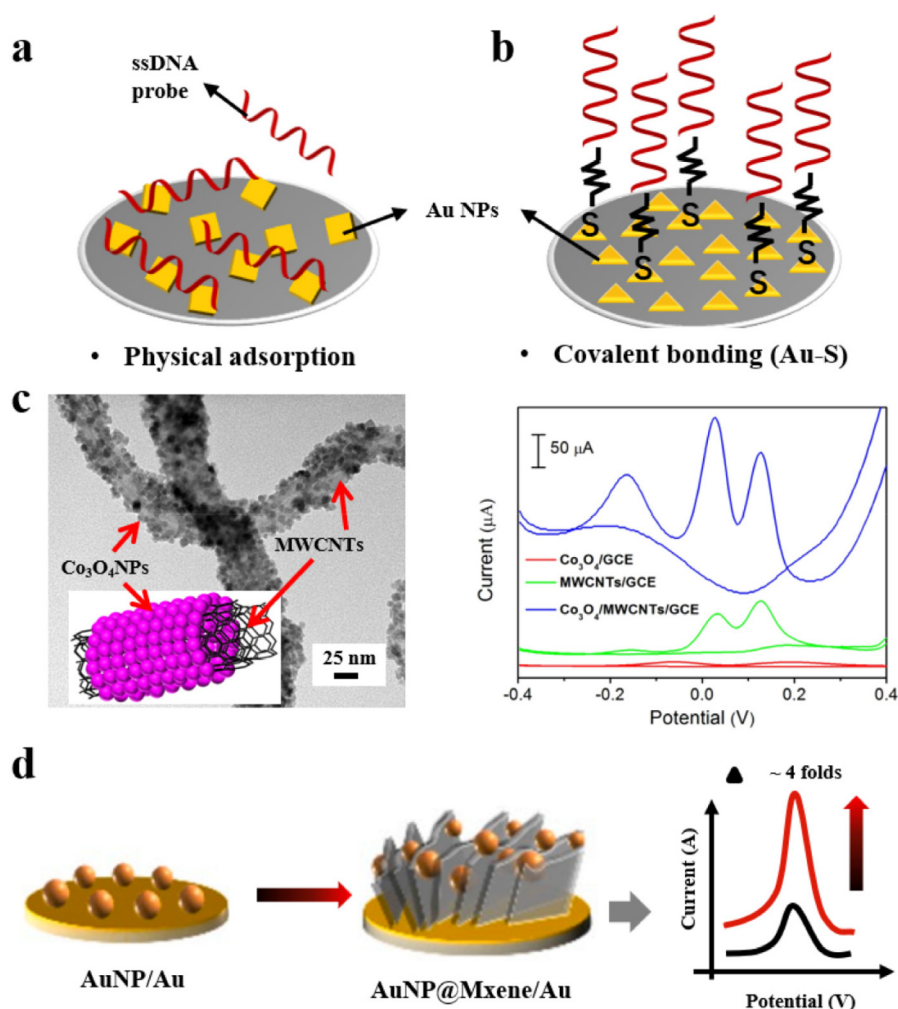 a
ssDNA
probe
Au NPs
• Physical adsorption
b
S S S S S
• Covalent bonding (Au-S)
c
Co3O4NPs
MWCNTs
25 nm
50 μA
Current (μA)
Co3O4/GCE
MWCNTs/GCE
Co3O4/MWCNTs/GCE
-0.4 -0.2 0.0 0.2 0.4
Potential (V)
d
AuNP/Au
AuNP@Mxene/Au
~ 4 folds
Current (A)
Potential (V)